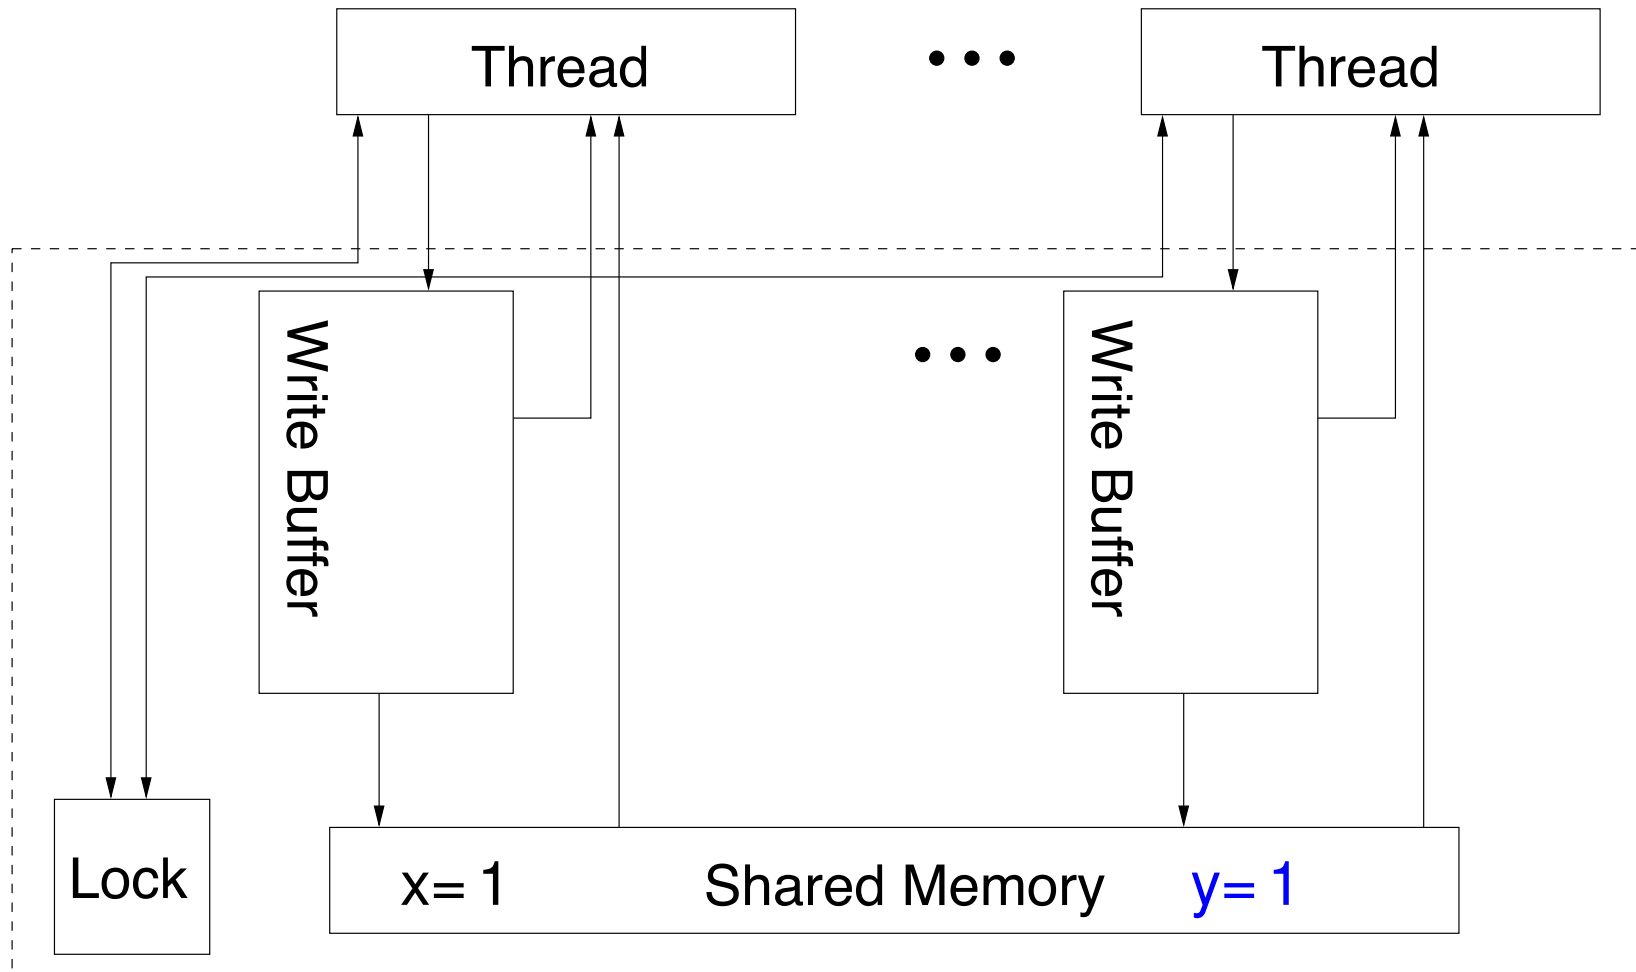 Thread
Thread
Write Buffer
Write Buffer
Lock
x= 1
Shared Memory
y= 1